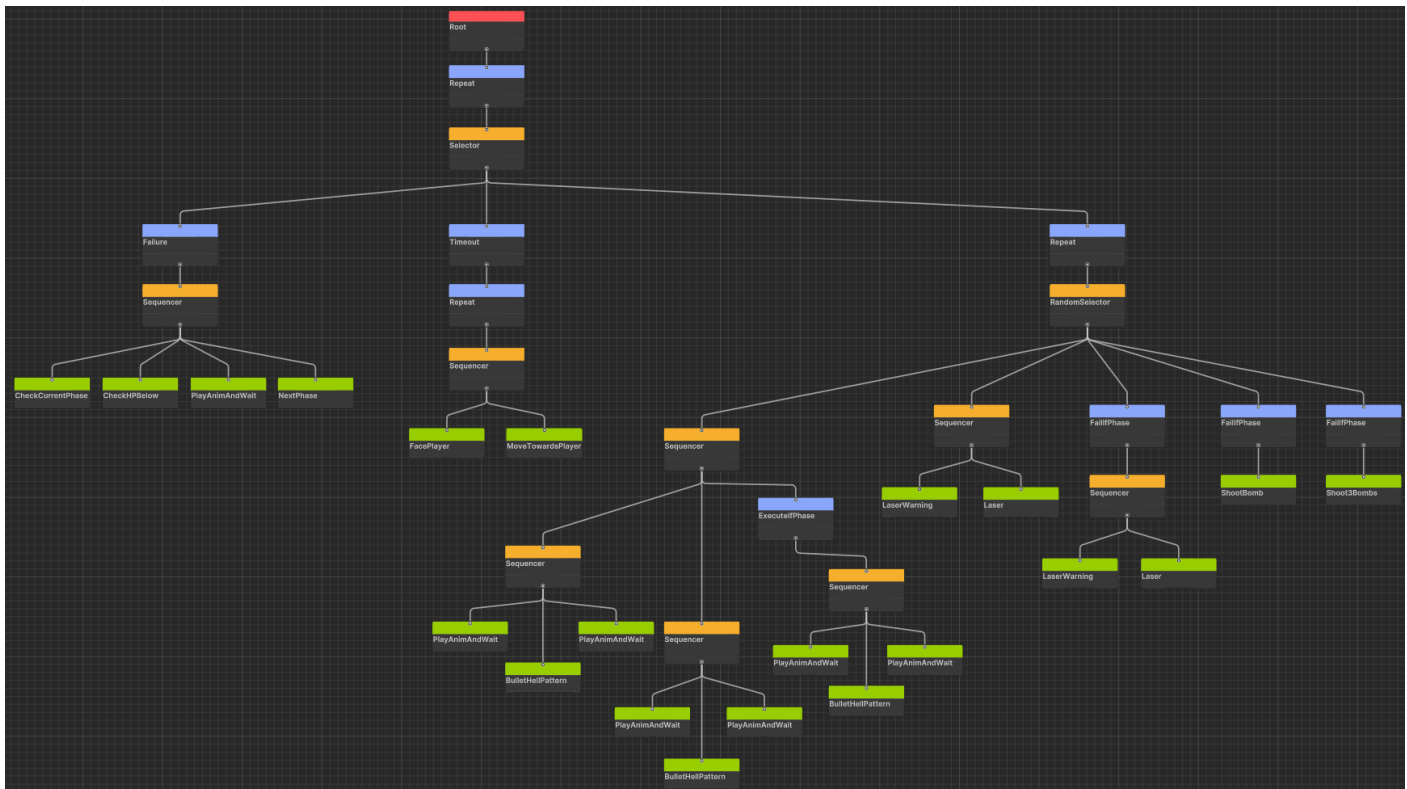 Root
Repeat
Selector
Failure
Timeout
Repeat
Sequencer
Repeat
RandomSelector
Sequencer
CheckCurrentPhase
CheckHPBelow
PlayAnimAndWait
NextPhase
FacePlayer
MoveTowardsPlayer
Sequencer
Sequencer
FailIfPhase
FailIfPhase
FailIfPhase
LaserWarning
Laser
Sequencer
ShootBomb
Shoot3Bombs
ExecuteIfPhase
Sequencer
LaserWarning
Laser
Sequencer
PlayAnimAndWait
PlayAnimAndWait
Sequencer
PlayAnimAndWait
PlayAnimAndWait
BulletHellPattern
BulletHellPattern
PlayAnimAndWait
PlayAnimAndWait
BulletHellPattern